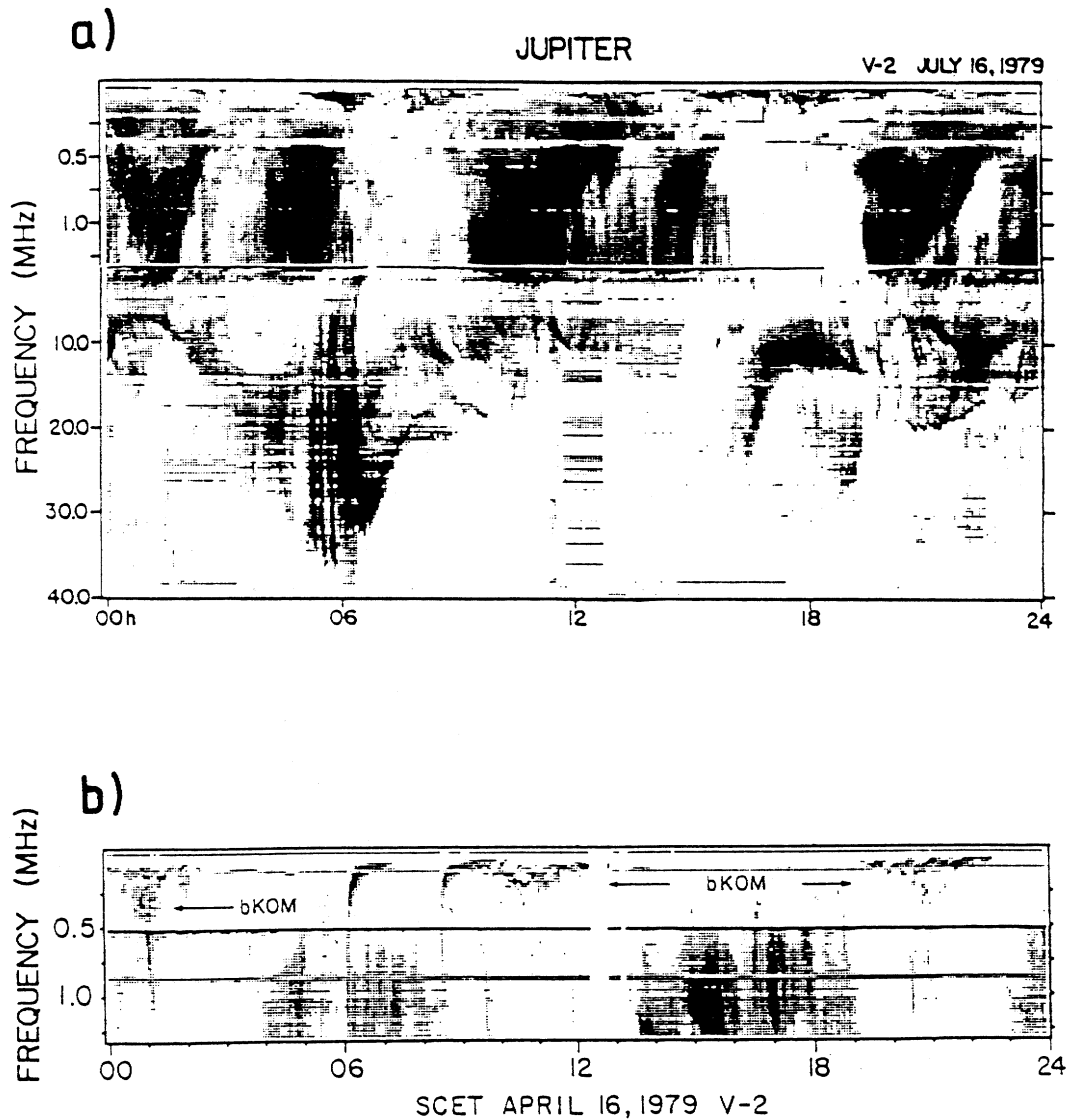 a)
JUPITER
V-2 JULY 16, 1979
FREQUENCY (MHz)
0.5
1.0
10.0
20.0
30.0
40.0
00h 06 12 18 24
b)
FREQUENCY (MHz)
0.5
1.0
bKOM
bKOM
00 06 12 18 24
SCET APRIL 16, 1979 V-2